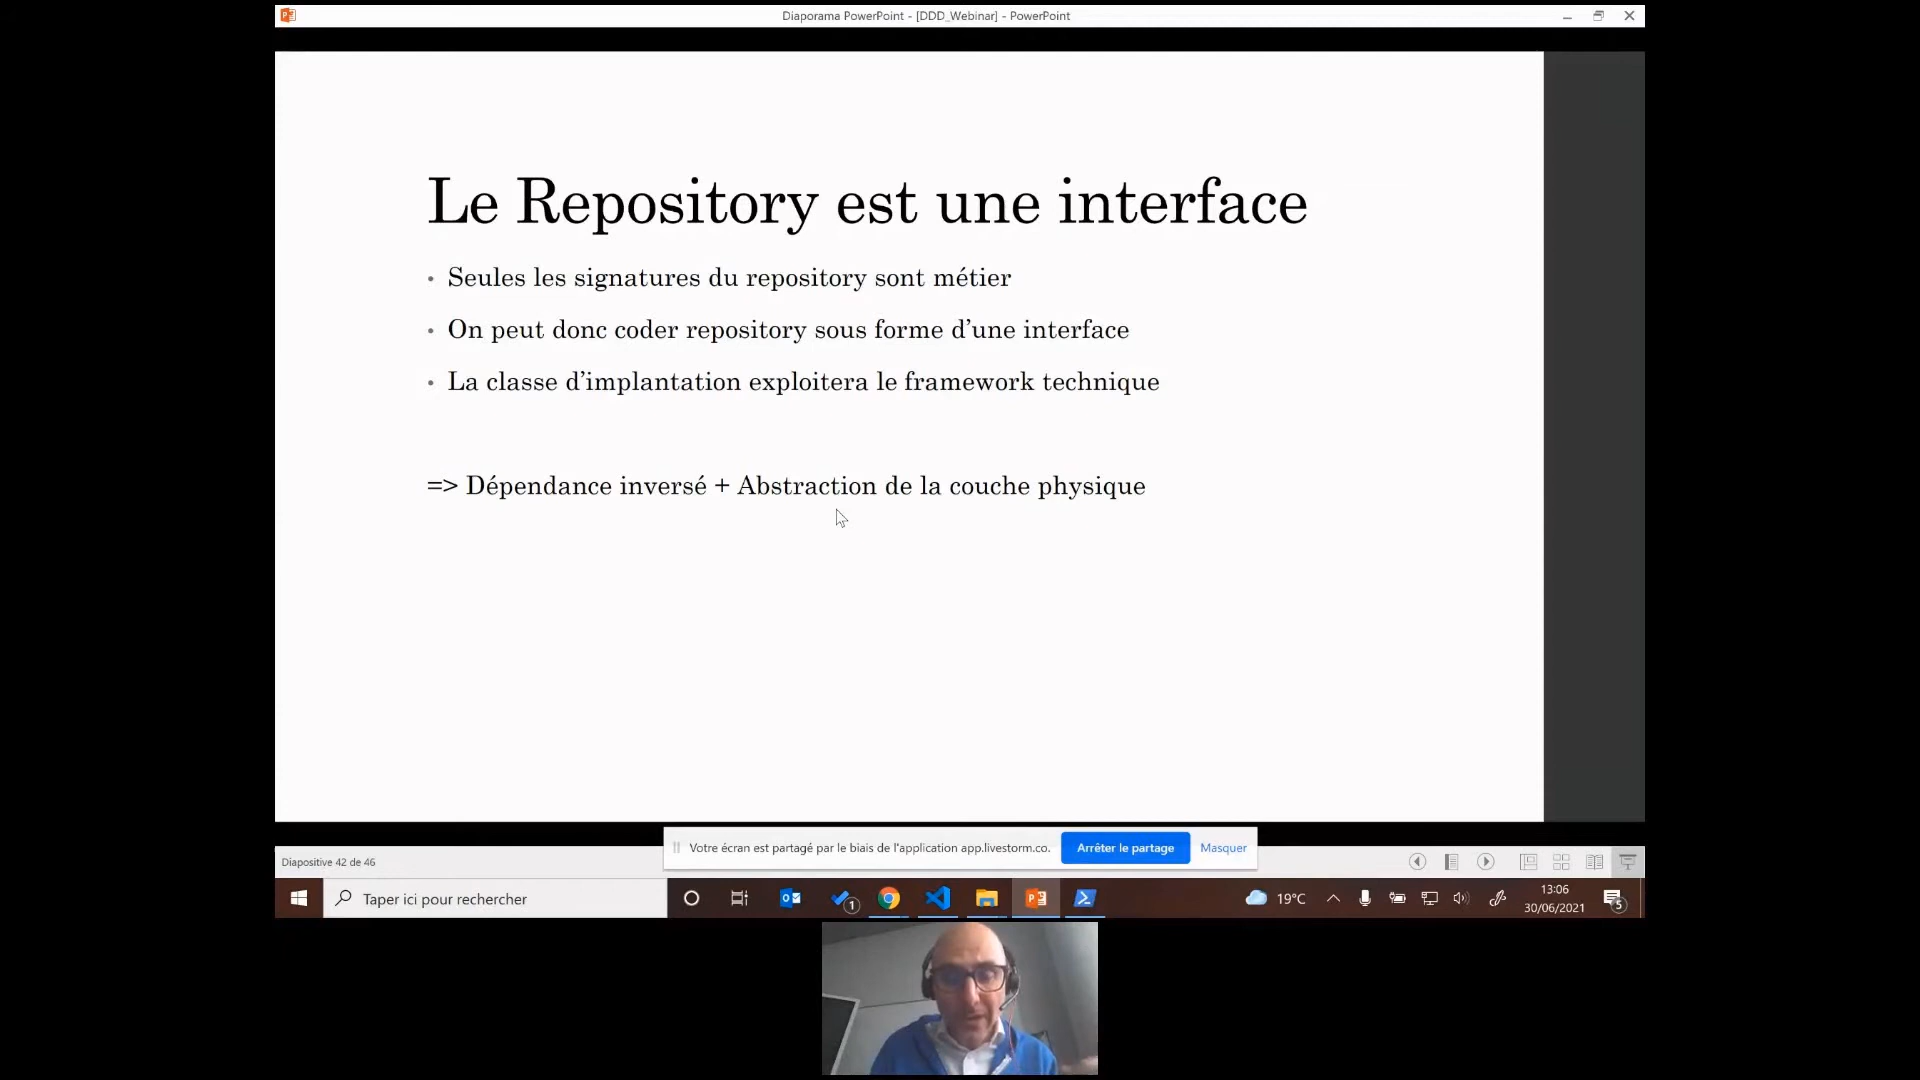 Diaporama PowerPoint - [DDD_Webinar] - PowerPoint
Le Repository est une interface
• Seules les signatures du repository sont métier
• On peut donc coder repository sous forme d’une interface
• La classe d’implantation exploitera le framework technique
=> Dépendance inversé + Abstraction de la couche physique
Votre écran est partagé par le biais de l'application app.livestorm.co.
Arrêter le partage
Masquer
Diapositive 42 de 46
Taper ici pour rechercher
1
19°C
13:06
30/06/2021
5